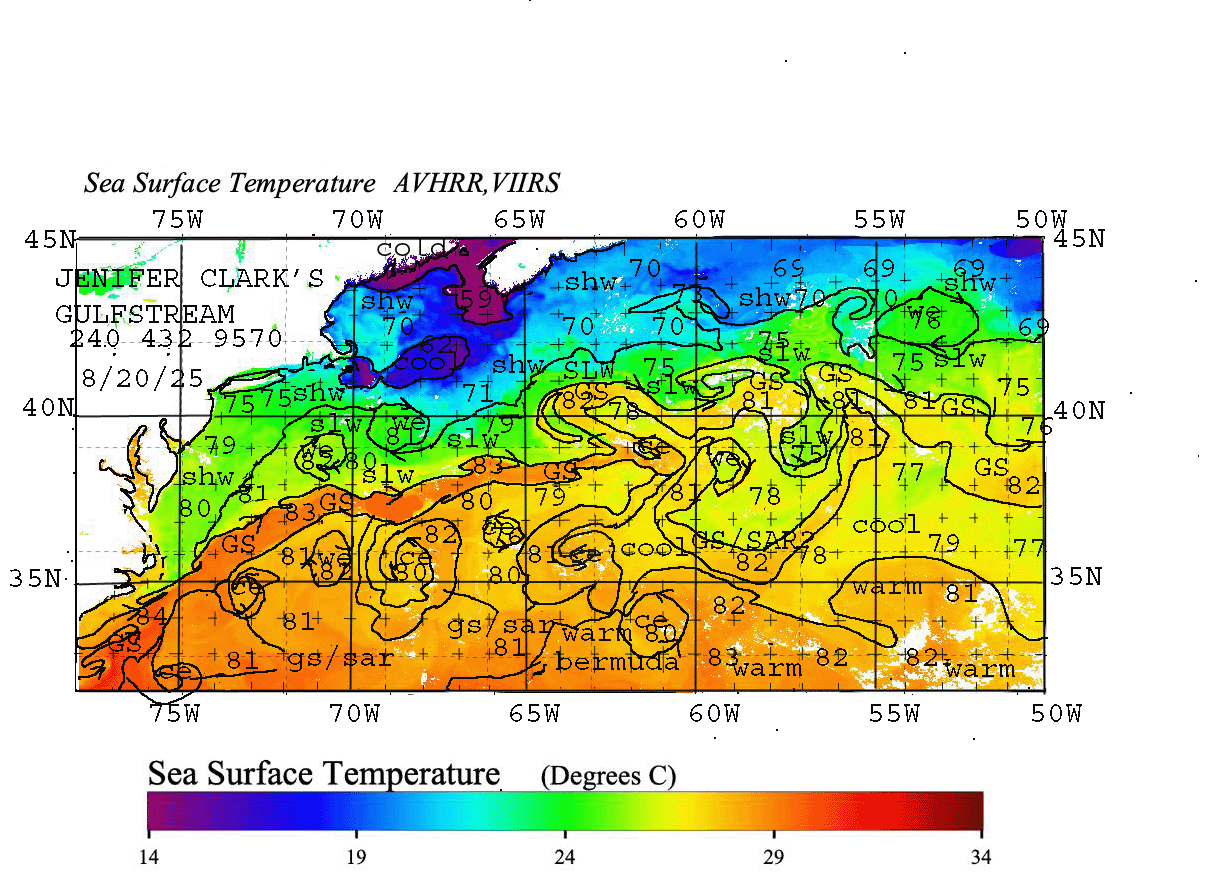 Sea Surface Temperature AVHRR,VIIRS
75W 70W 65W 60W 55W 50W
45N cold 45N
JENIFER CLARK'S shw 70 shw 69 69 69 shw
GULFSTREAM shw 59 73 shw 70 70 we
240 432 9570 70 70 70 76 69
62 75 slw
8/20/25 cool shw SLW 75 slw 75 slw 75
shw 71 GS slw GS GS
40N 75 75 78 81 81 81 GS 40N
slw we 79 76
79 we 81 slw ce slw 81
80 we 75
shw slw 83 GS 77 GS
81 80 79 81 78 82
80 83 GS
82 76 cool
GS 81 we ce 81 ce cool GS/SAR? 78 79 77
82 80 80 82
35N ce warm 81 35N
84 81 gs/sar warm ce 82
GS 80
81 gs/sar 81 bermuda 83 warm 82 82 warm
ce
75W 70W 65W 60W 55W 50W
Sea Surface Temperature (Degrees C)
14 19 24 29 34